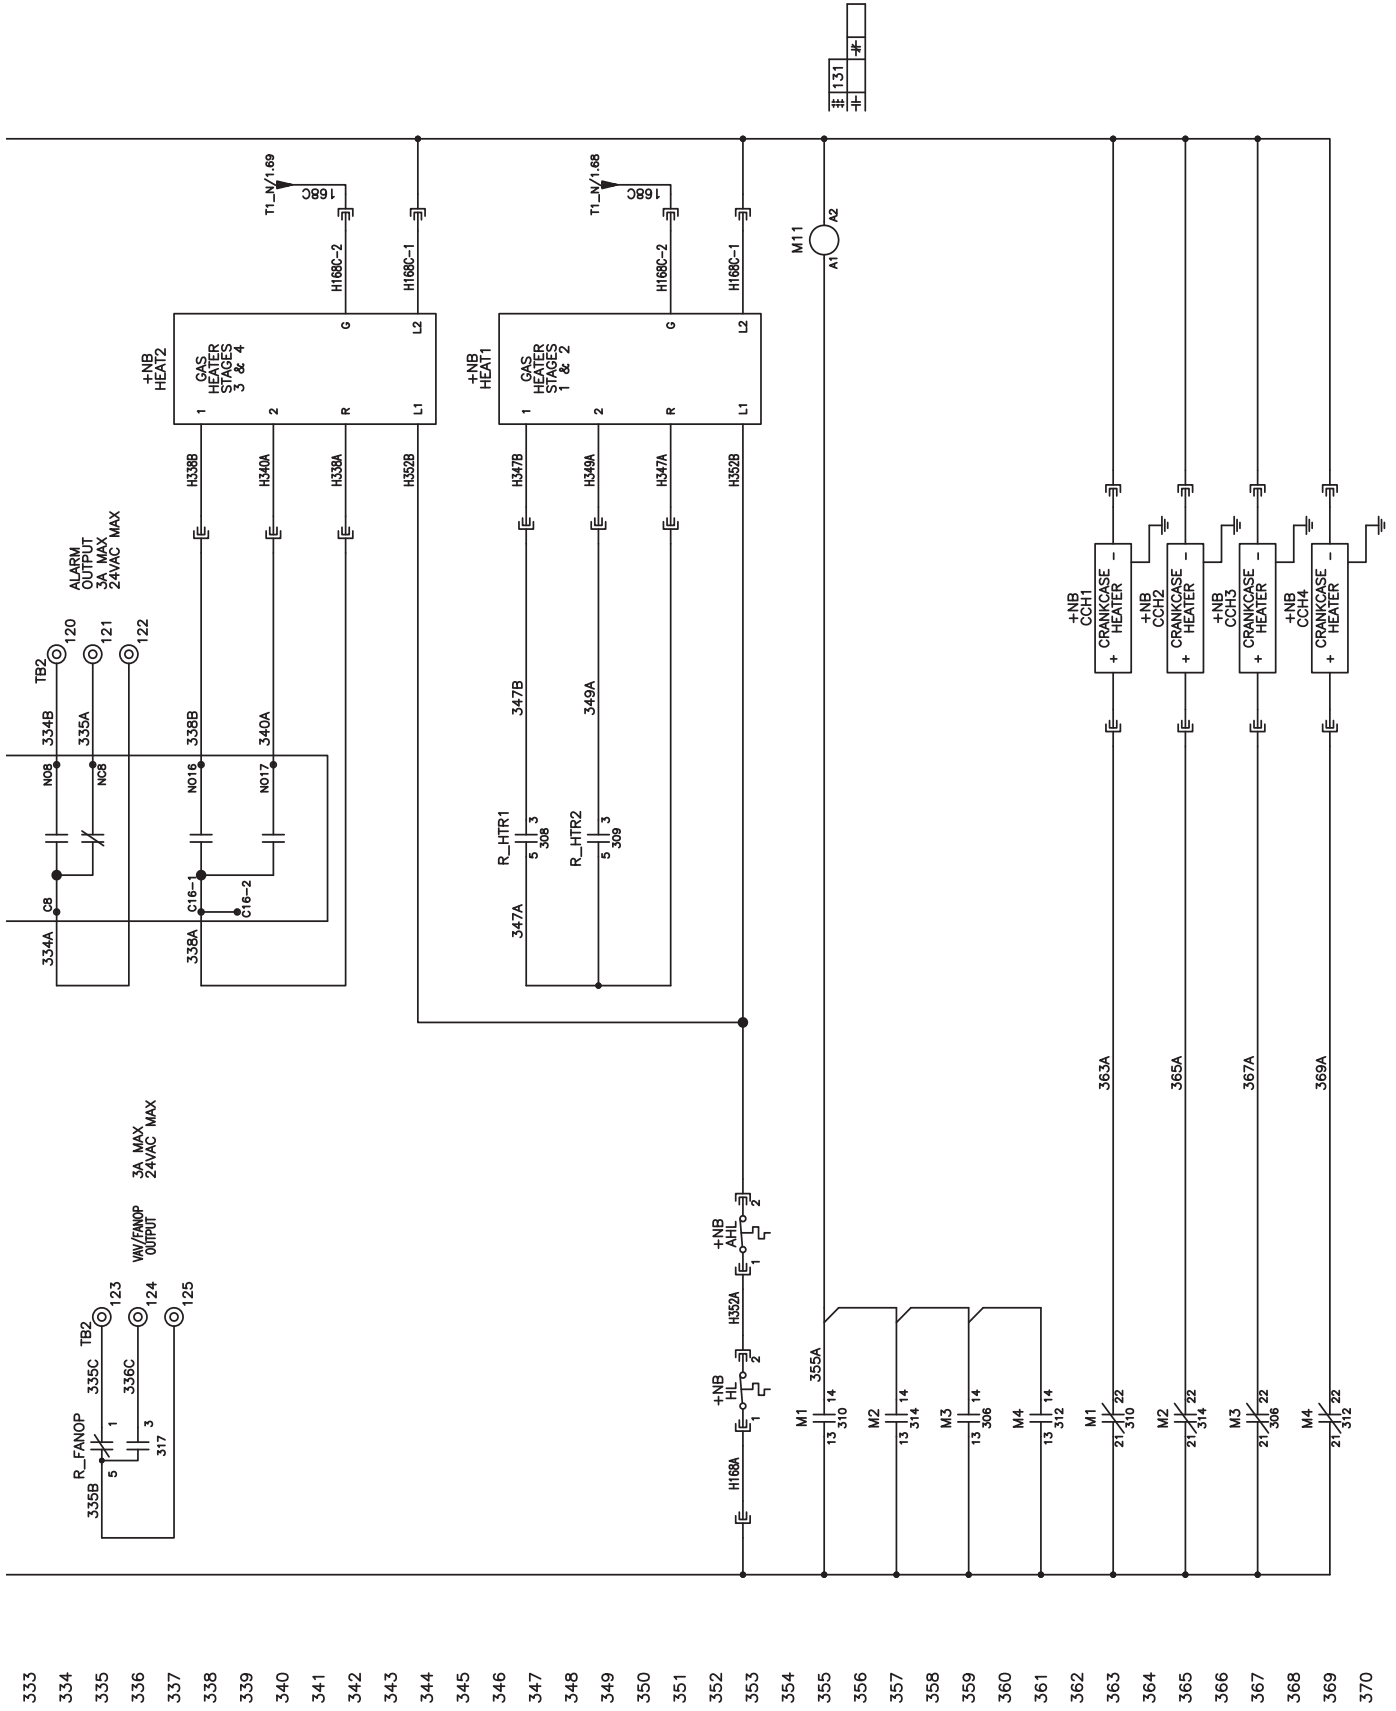 131
T1_N/1.69
168C
T1_N/1.68
168C
H168C-2
H168C-1
H168C-2
H168C-1
M11
A2
A1
+NB
HEAT2
GAS
HEATER
STAGES
3 & 4
G
L2
1
2
R
L1
+NB
HEAT1
GAS
HEATER
STAGES
1 & 2
G
L2
1
2
R
L1
H338B
H340A
H338A
H352B
H347B
H349A
H347A
H352B
ALARM
OUTPUT
3A MAX
24VAC MAX
TB2
120
121
122
334B
335A
338B
340A
347B
349A
NO8
NC8
NO16
NO17
C8
C16-1
C16-2
334A
338A
R_HTR1
3
5
308
R_HTR2
3
5
309
347A
+NB
CCH1
CRANKCASE
HEATER
+ -
+NB
CCH2
CRANKCASE
HEATER
+ -
+NB
CCH3
CRANKCASE
HEATER
+ -
+NB
CCH4
CRANKCASE
HEATER
+ -
363A
365A
367A
369A
VAV/FANOP
OUTPUT
3A MAX
24VAC MAX
TB2
123
124
125
335C
336C
R_FANOP
1
3
5
317
335B
+NB
AHL
1
2
H352A
+NB
HL
1
2
H168A
355A
M1
13
14
310
M2
13
14
314
M3
13
14
306
M4
13
14
312
M1
21
22
310
M2
21
22
314
M3
21
22
306
M4
21
22
312
333
334
335
336
337
338
339
340
341
342
343
344
345
346
347
348
349
350
351
352
353
354
355
356
357
358
359
360
361
362
363
364
365
366
367
368
369
370